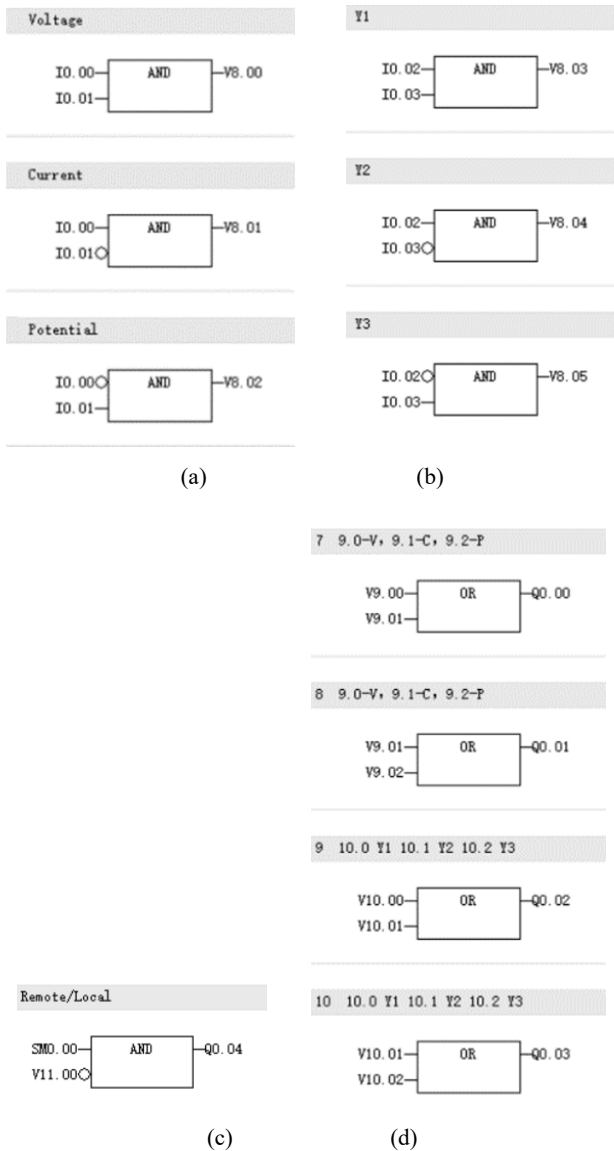 Voltage
I0.00 AND V8.00
I0.01
Current
I0.00 AND V8.01
I0.01
Potential
I0.00 AND V8.02
I0.01
(a)
Y1
I0.02 AND V8.03
I0.03
Y2
I0.02 AND V8.04
I0.03
Y3
I0.02 AND V8.05
I0.03
(b)
Remote/Local
SM0.00 AND Q0.04
V11.00
(c)
7 9.0-V, 9.1-C, 9.2-P
V9.00 OR Q0.00
V9.01
8 9.0-V, 9.1-C, 9.2-P
V9.01 OR Q0.01
V9.02
9 10.0 Y1 10.1 Y2 10.2 Y3
V10.00 OR Q0.02
V10.01
10 10.0 Y1 10.1 Y2 10.2 Y3
V10.01 OR Q0.03
V10.02
(d)